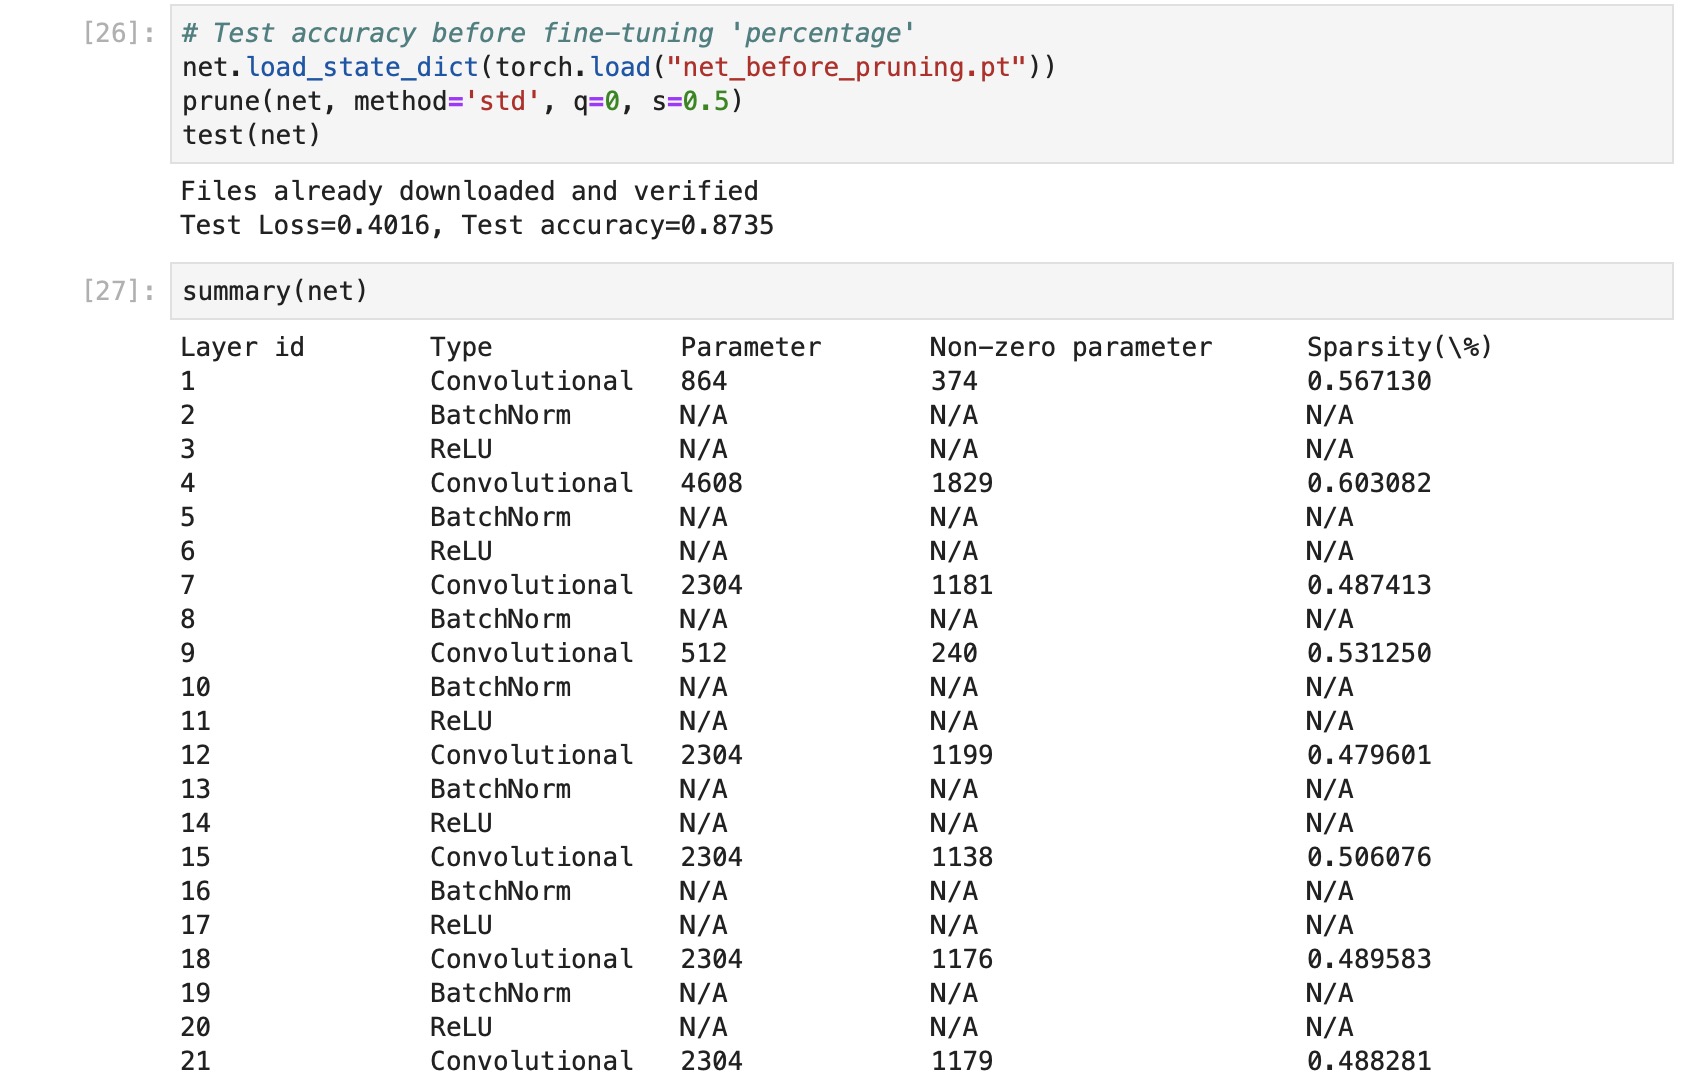 [26]: # Test accuracy before fine-tuning 'percentage'
net.load_state_dict(torch.load("net_before_pruning.pt"))
prune(net, method='std', q=0, s=0.5)
test(net)
Files already downloaded and verified
Test Loss=0.4016, Test accuracy=0.8735
[27]: summary(net)
Layer id Type Parameter Non-zero parameter Sparsity(\%)
1 Convolutional 864 374 0.567130
2 BatchNorm N/A N/A N/A
3 ReLU N/A N/A N/A
4 Convolutional 4608 1829 0.603082
5 BatchNorm N/A N/A N/A
6 ReLU N/A N/A N/A
7 Convolutional 2304 1181 0.487413
8 BatchNorm N/A N/A N/A
9 Convolutional 512 240 0.531250
10 BatchNorm N/A N/A N/A
11 ReLU N/A N/A N/A
12 Convolutional 2304 1199 0.479601
13 BatchNorm N/A N/A N/A
14 ReLU N/A N/A N/A
15 Convolutional 2304 1138 0.506076
16 BatchNorm N/A N/A N/A
17 ReLU N/A N/A N/A
18 Convolutional 2304 1176 0.489583
19 BatchNorm N/A N/A N/A
20 ReLU N/A N/A N/A
21 Convolutional 2304 1179 0.488281